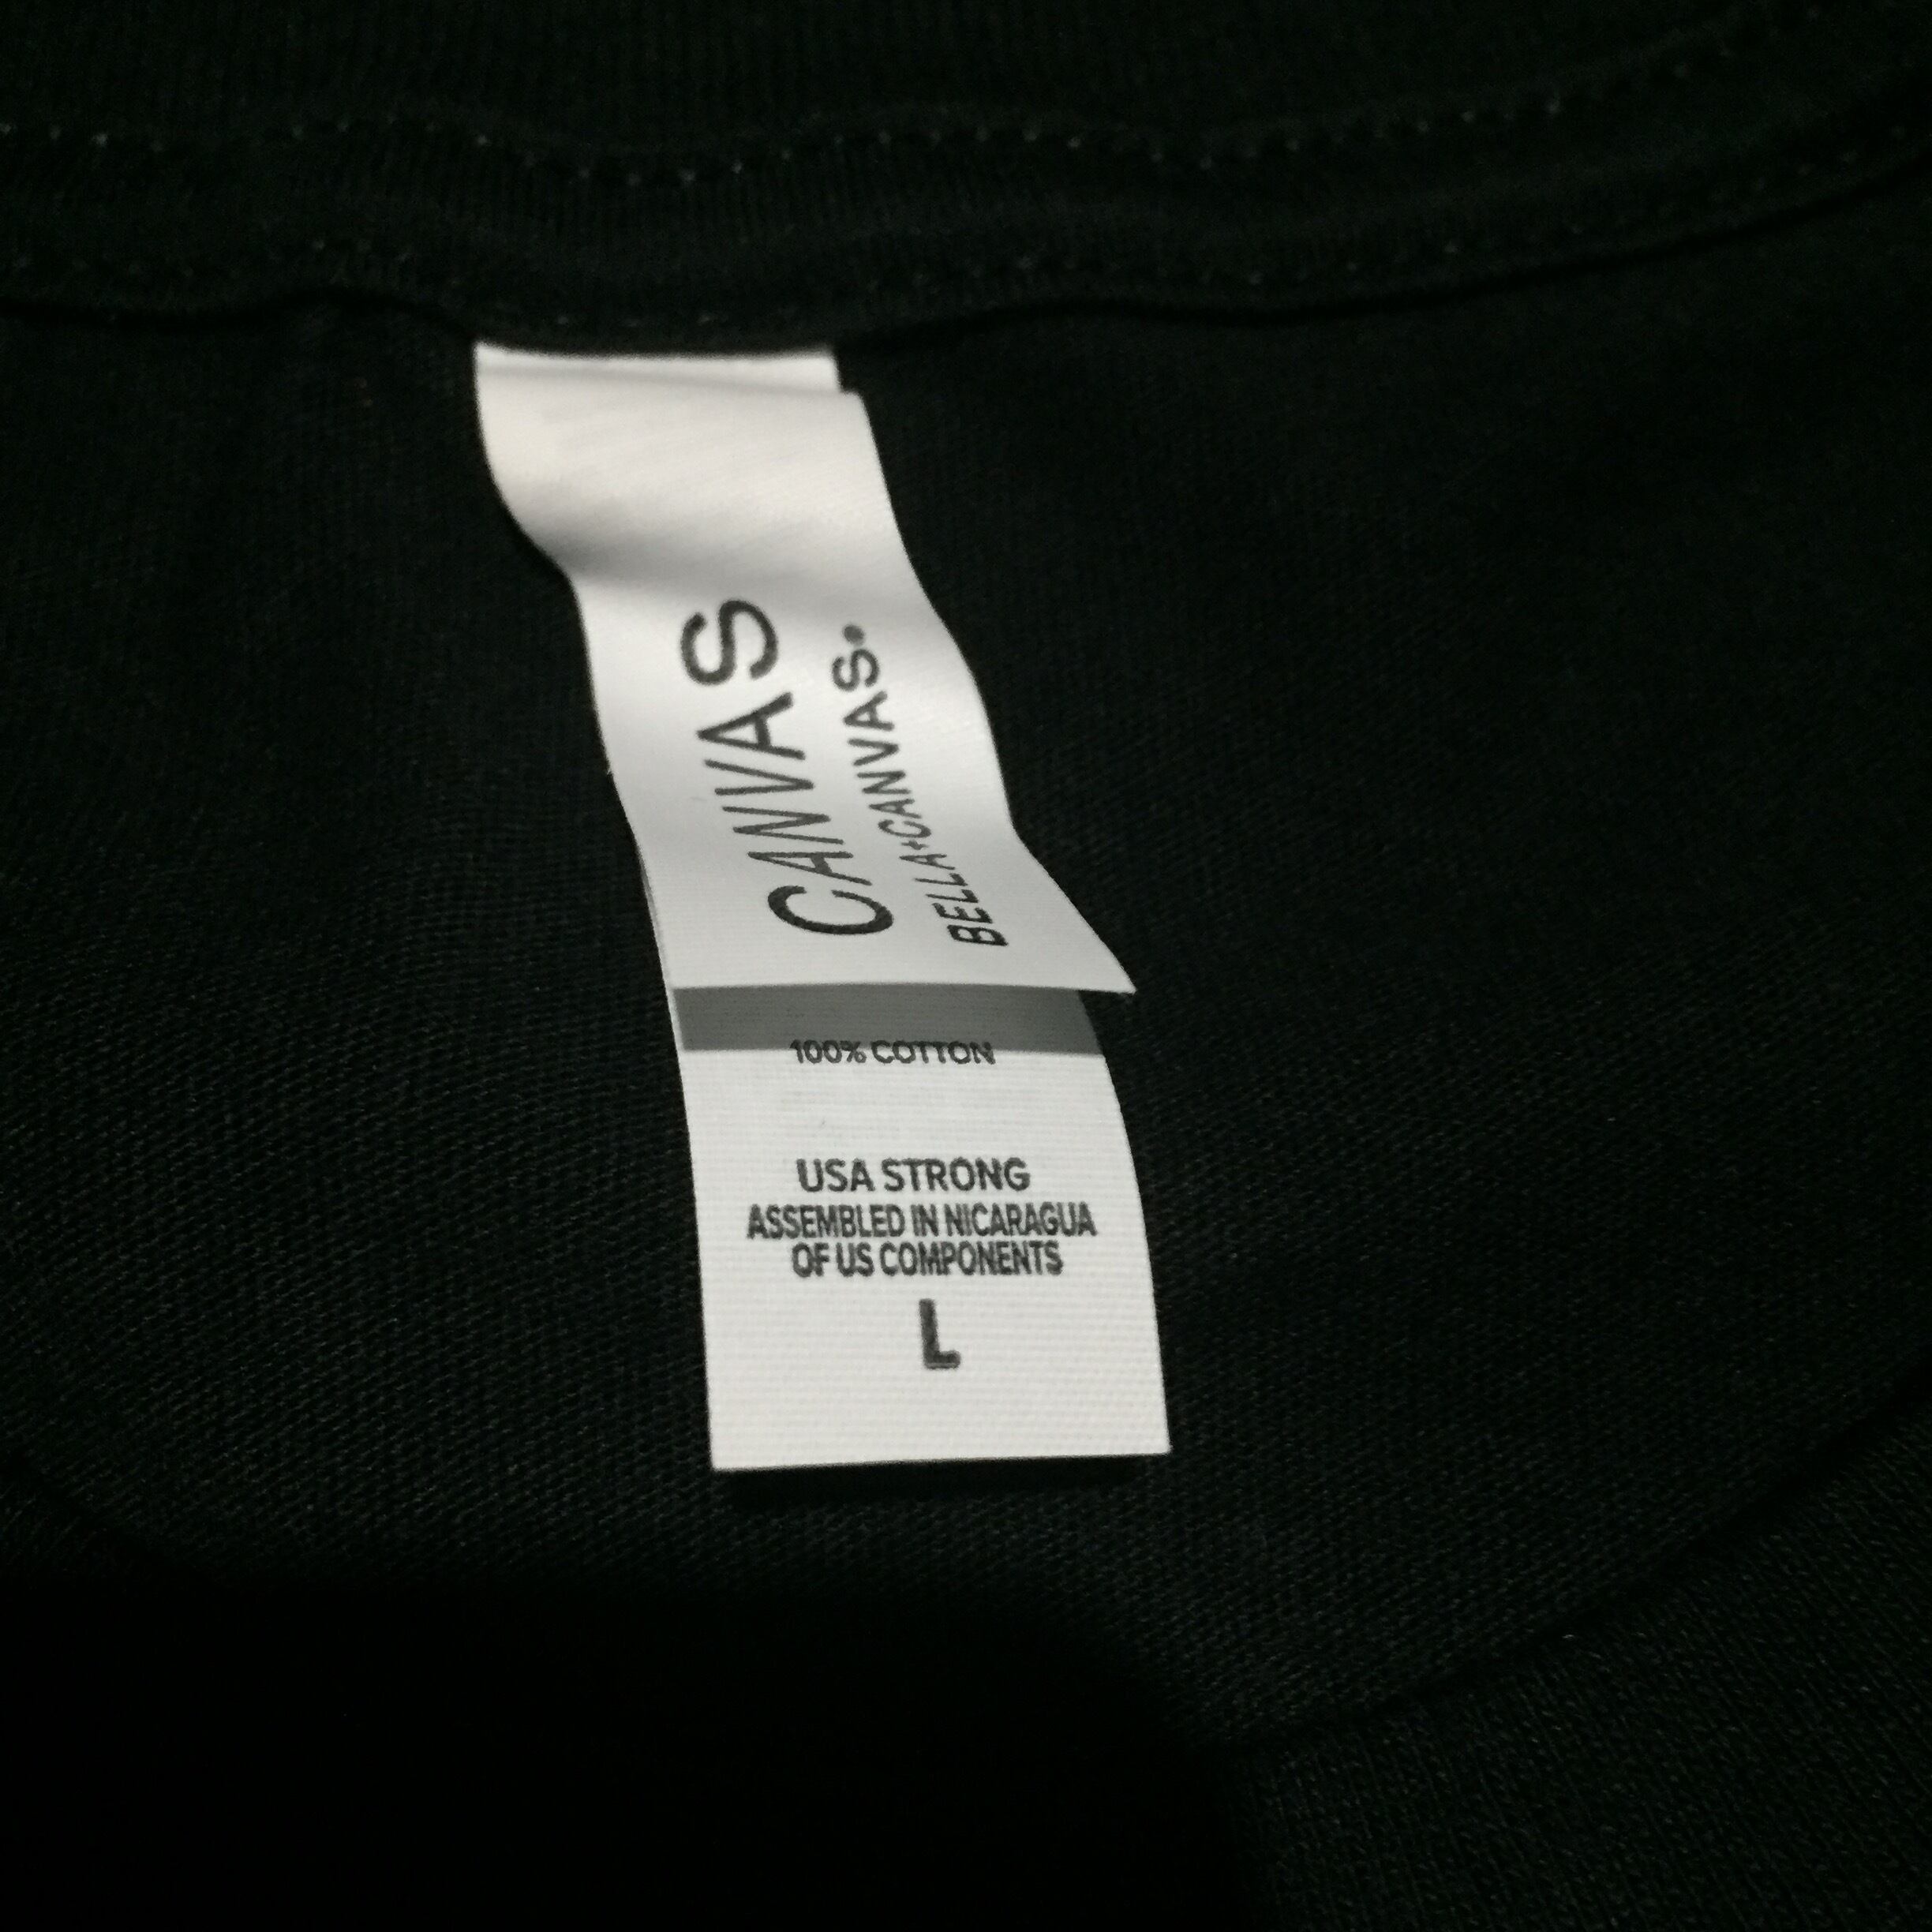 CANVAS
BELLA+CANVAS®
100% COTTON
USA STRONG
ASSEMBLED IN NICARAGUA
OF US COMPONENTS
L